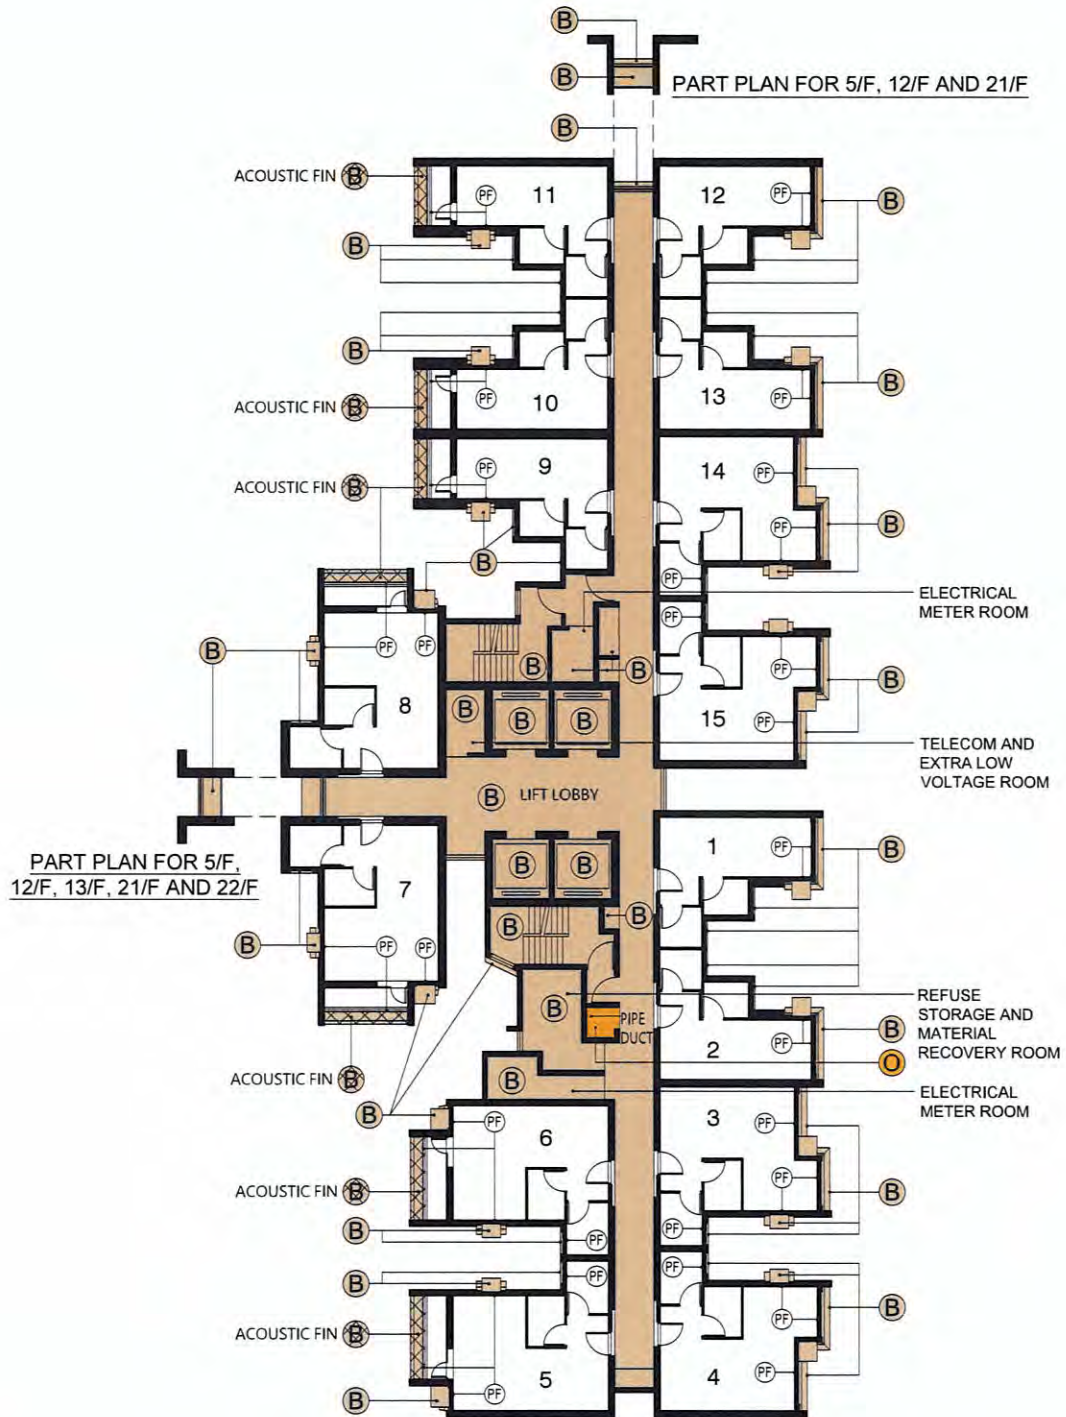 B
B
PART PLAN FOR 5/F, 12/F AND 21/F
B
ACOUSTIC FIN B
PF
11
12
PF
B
B
B
PF
10
13
PF
B
ACOUSTIC FIN B
PF
9
14
PF
ACOUSTIC FIN B
B
PF
B
B
PF
ELECTRICAL
METER ROOM
PF
B
PF
PF
B
B
PF
8
B
B
B
15
PF
B
TELECOM AND
EXTRA LOW
VOLTAGE ROOM
B
LIFT LOBBY
PART PLAN FOR 5/F,
12/F, 13/F, 21/F AND 22/F
1
PF
B
7
B
B
B
B
B
PF
PF
B
PIPE
DUCT
2
PF
REFUSE
STORAGE AND
MATERIAL
RECOVERY ROOM
B
O
ACOUSTIC FIN B
B
ELECTRICAL
METER ROOM
B
PF
6
3
PF
ACOUSTIC FIN B
PF
B
B
PF
PF
B
PF
PF
PF
B
ACOUSTIC FIN B
5
4
PF
PF
B